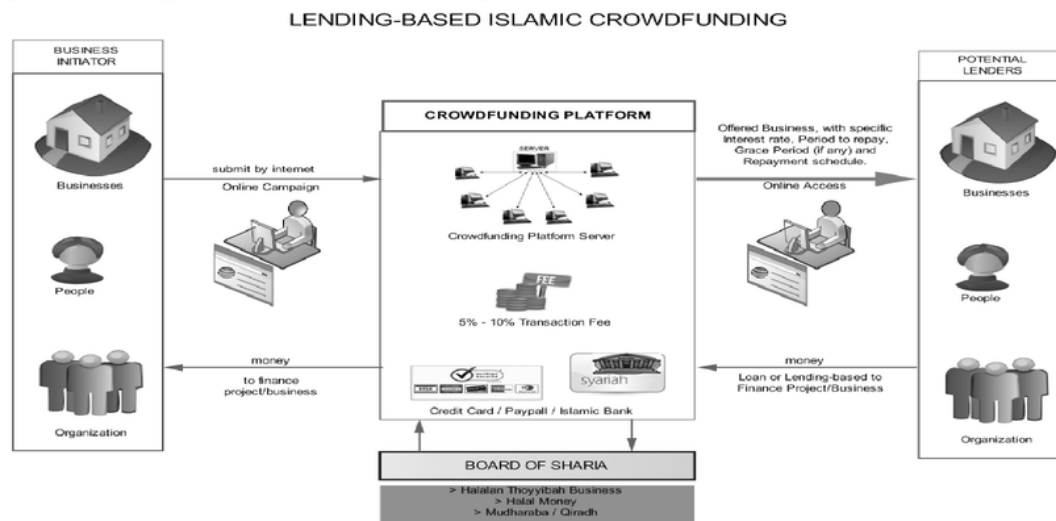 LENDING-BASED ISLAMIC CROWDFUNDING
BUSINESS
INITIATOR
Businesses
People
Organization
submit by internet
Online Campaign
money
to finance
project/business
CROWDFUNDING PLATFORM
SERVER
Crowdfunding Platform Server
FEE
5% - 10% Transaction Fee
syariah
Credit Card / Paypall / Islamic Bank
BOARD OF SHARIA
> Halalan Thoyyibah Business
> Halal Money
> Mudharaba / Qiradh
Offered Business, with specific
Interest rate, Period to repay,
Grace Period (if any) and
Repayment schedule.
Online Access
money
Loan or Lending-based to
Finance Project/Business
POTENTIAL
LENDERS
Businesses
People
Organization